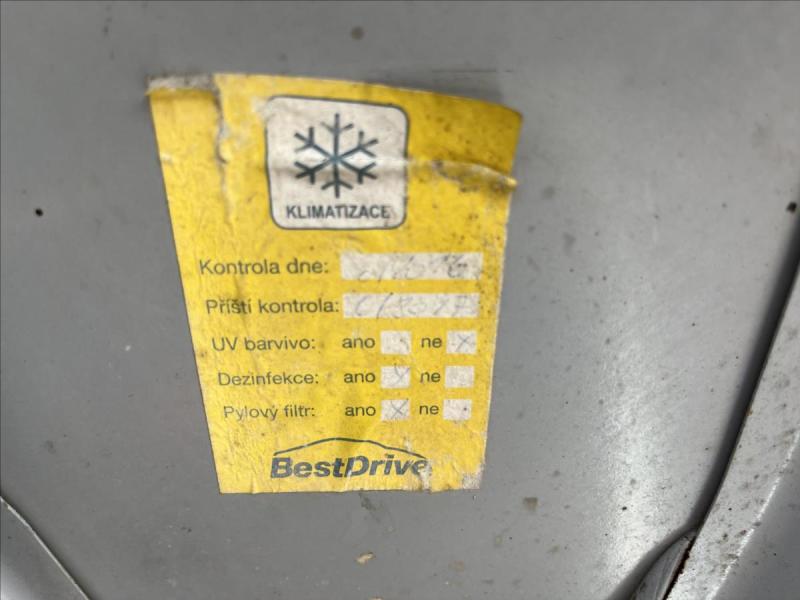 KLIMATIZACE
Kontrola dne:
Příští kontrola:
UV barvivo: ano ne x
Dezinfekce: ano x ne
Pylový filtr: ano x ne
BestDrive